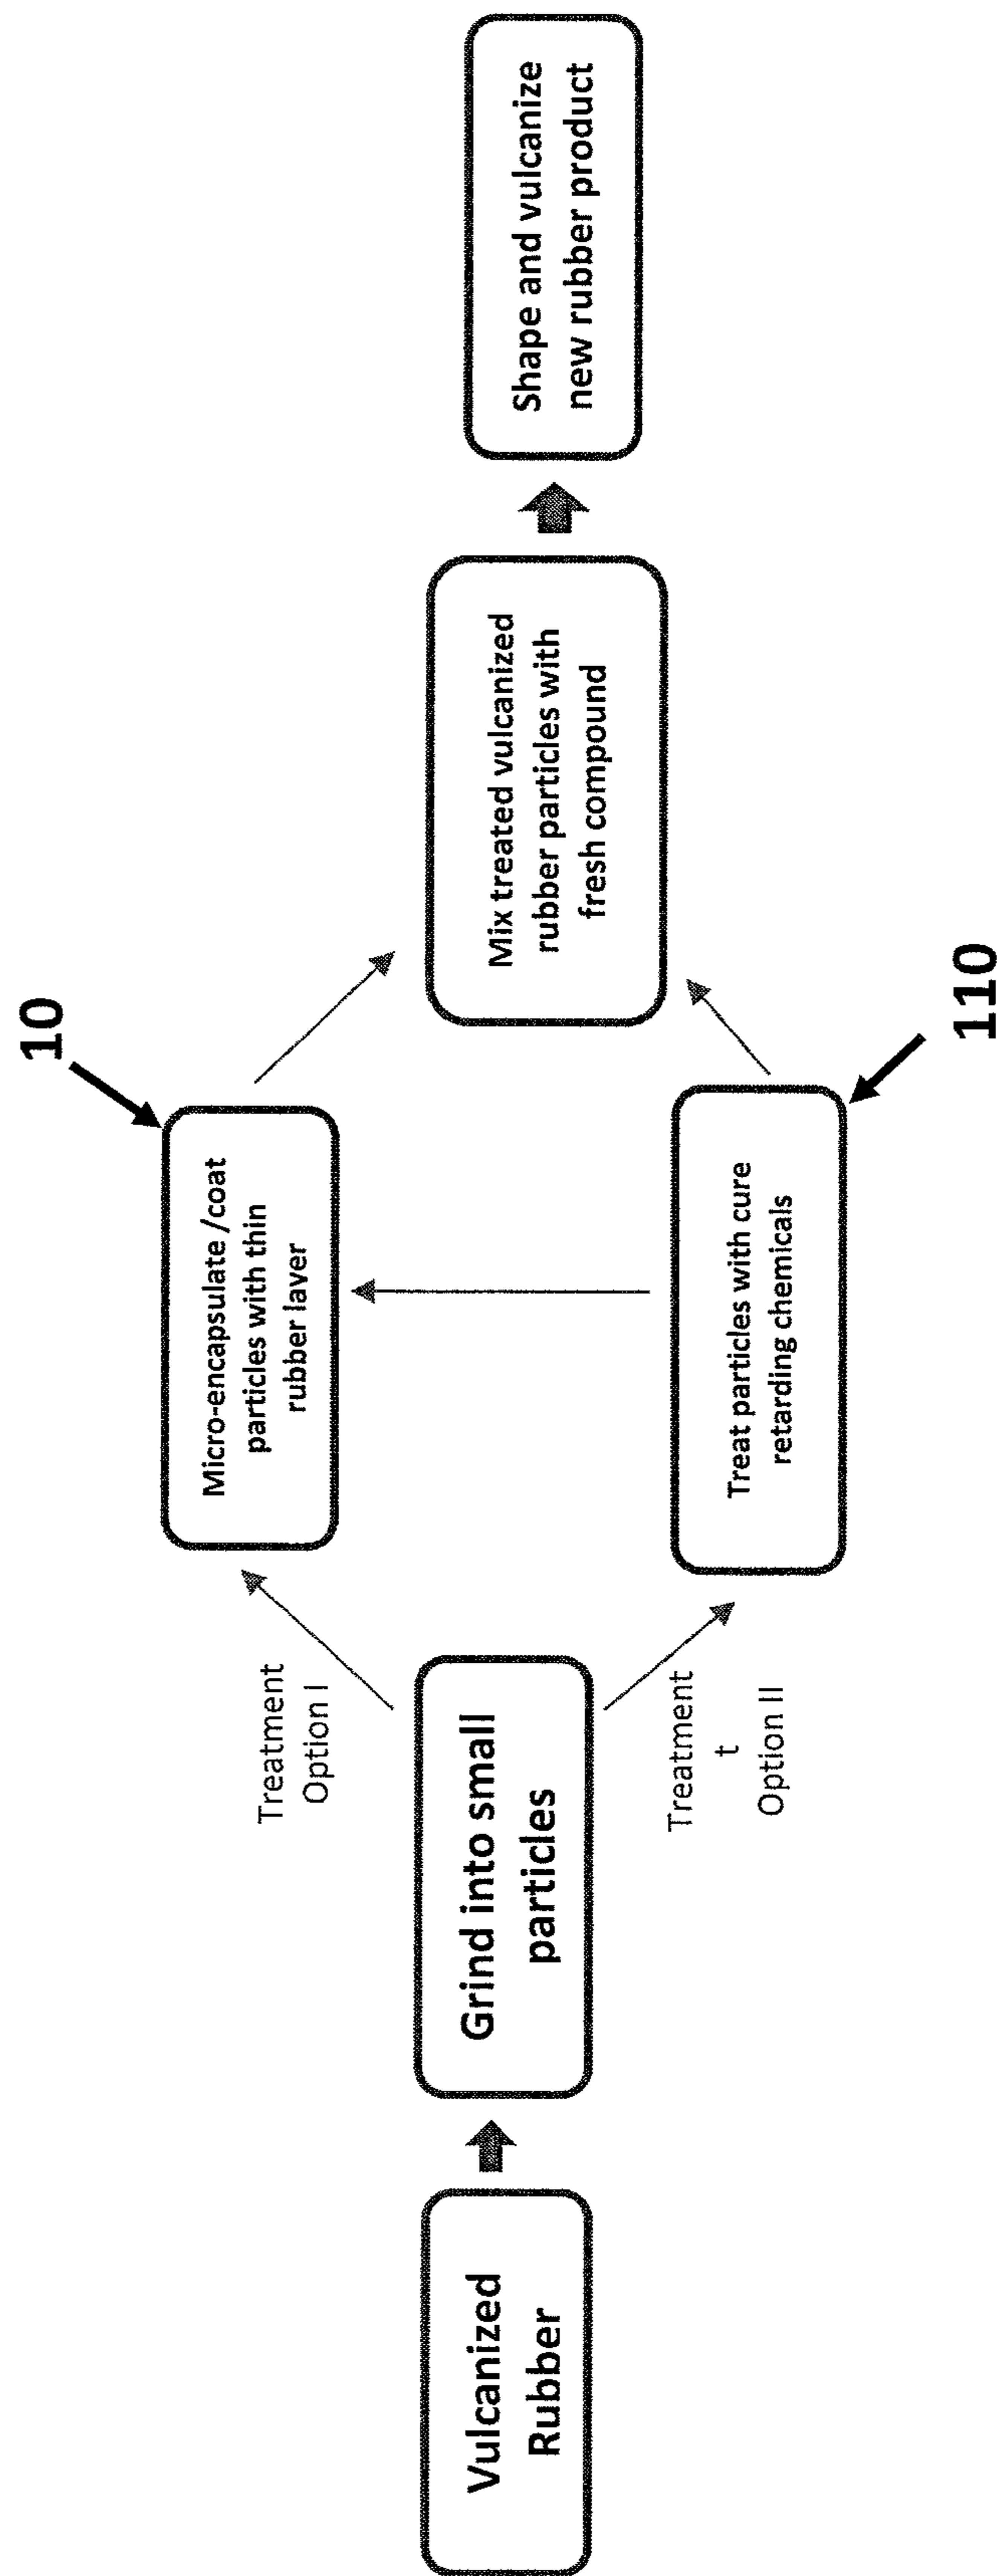 Vulcanized
Rubber
Grind into small
particles
Treatment
Option I
Treatment
t
Option II
10
Micro-encapsulate /coat
particles with thin
rubber laver
Treat particles with cure
retarding chemicals
110
Mix treated vulcanized
rubber particles with
fresh compound
Shape and vulcanize
new rubber product